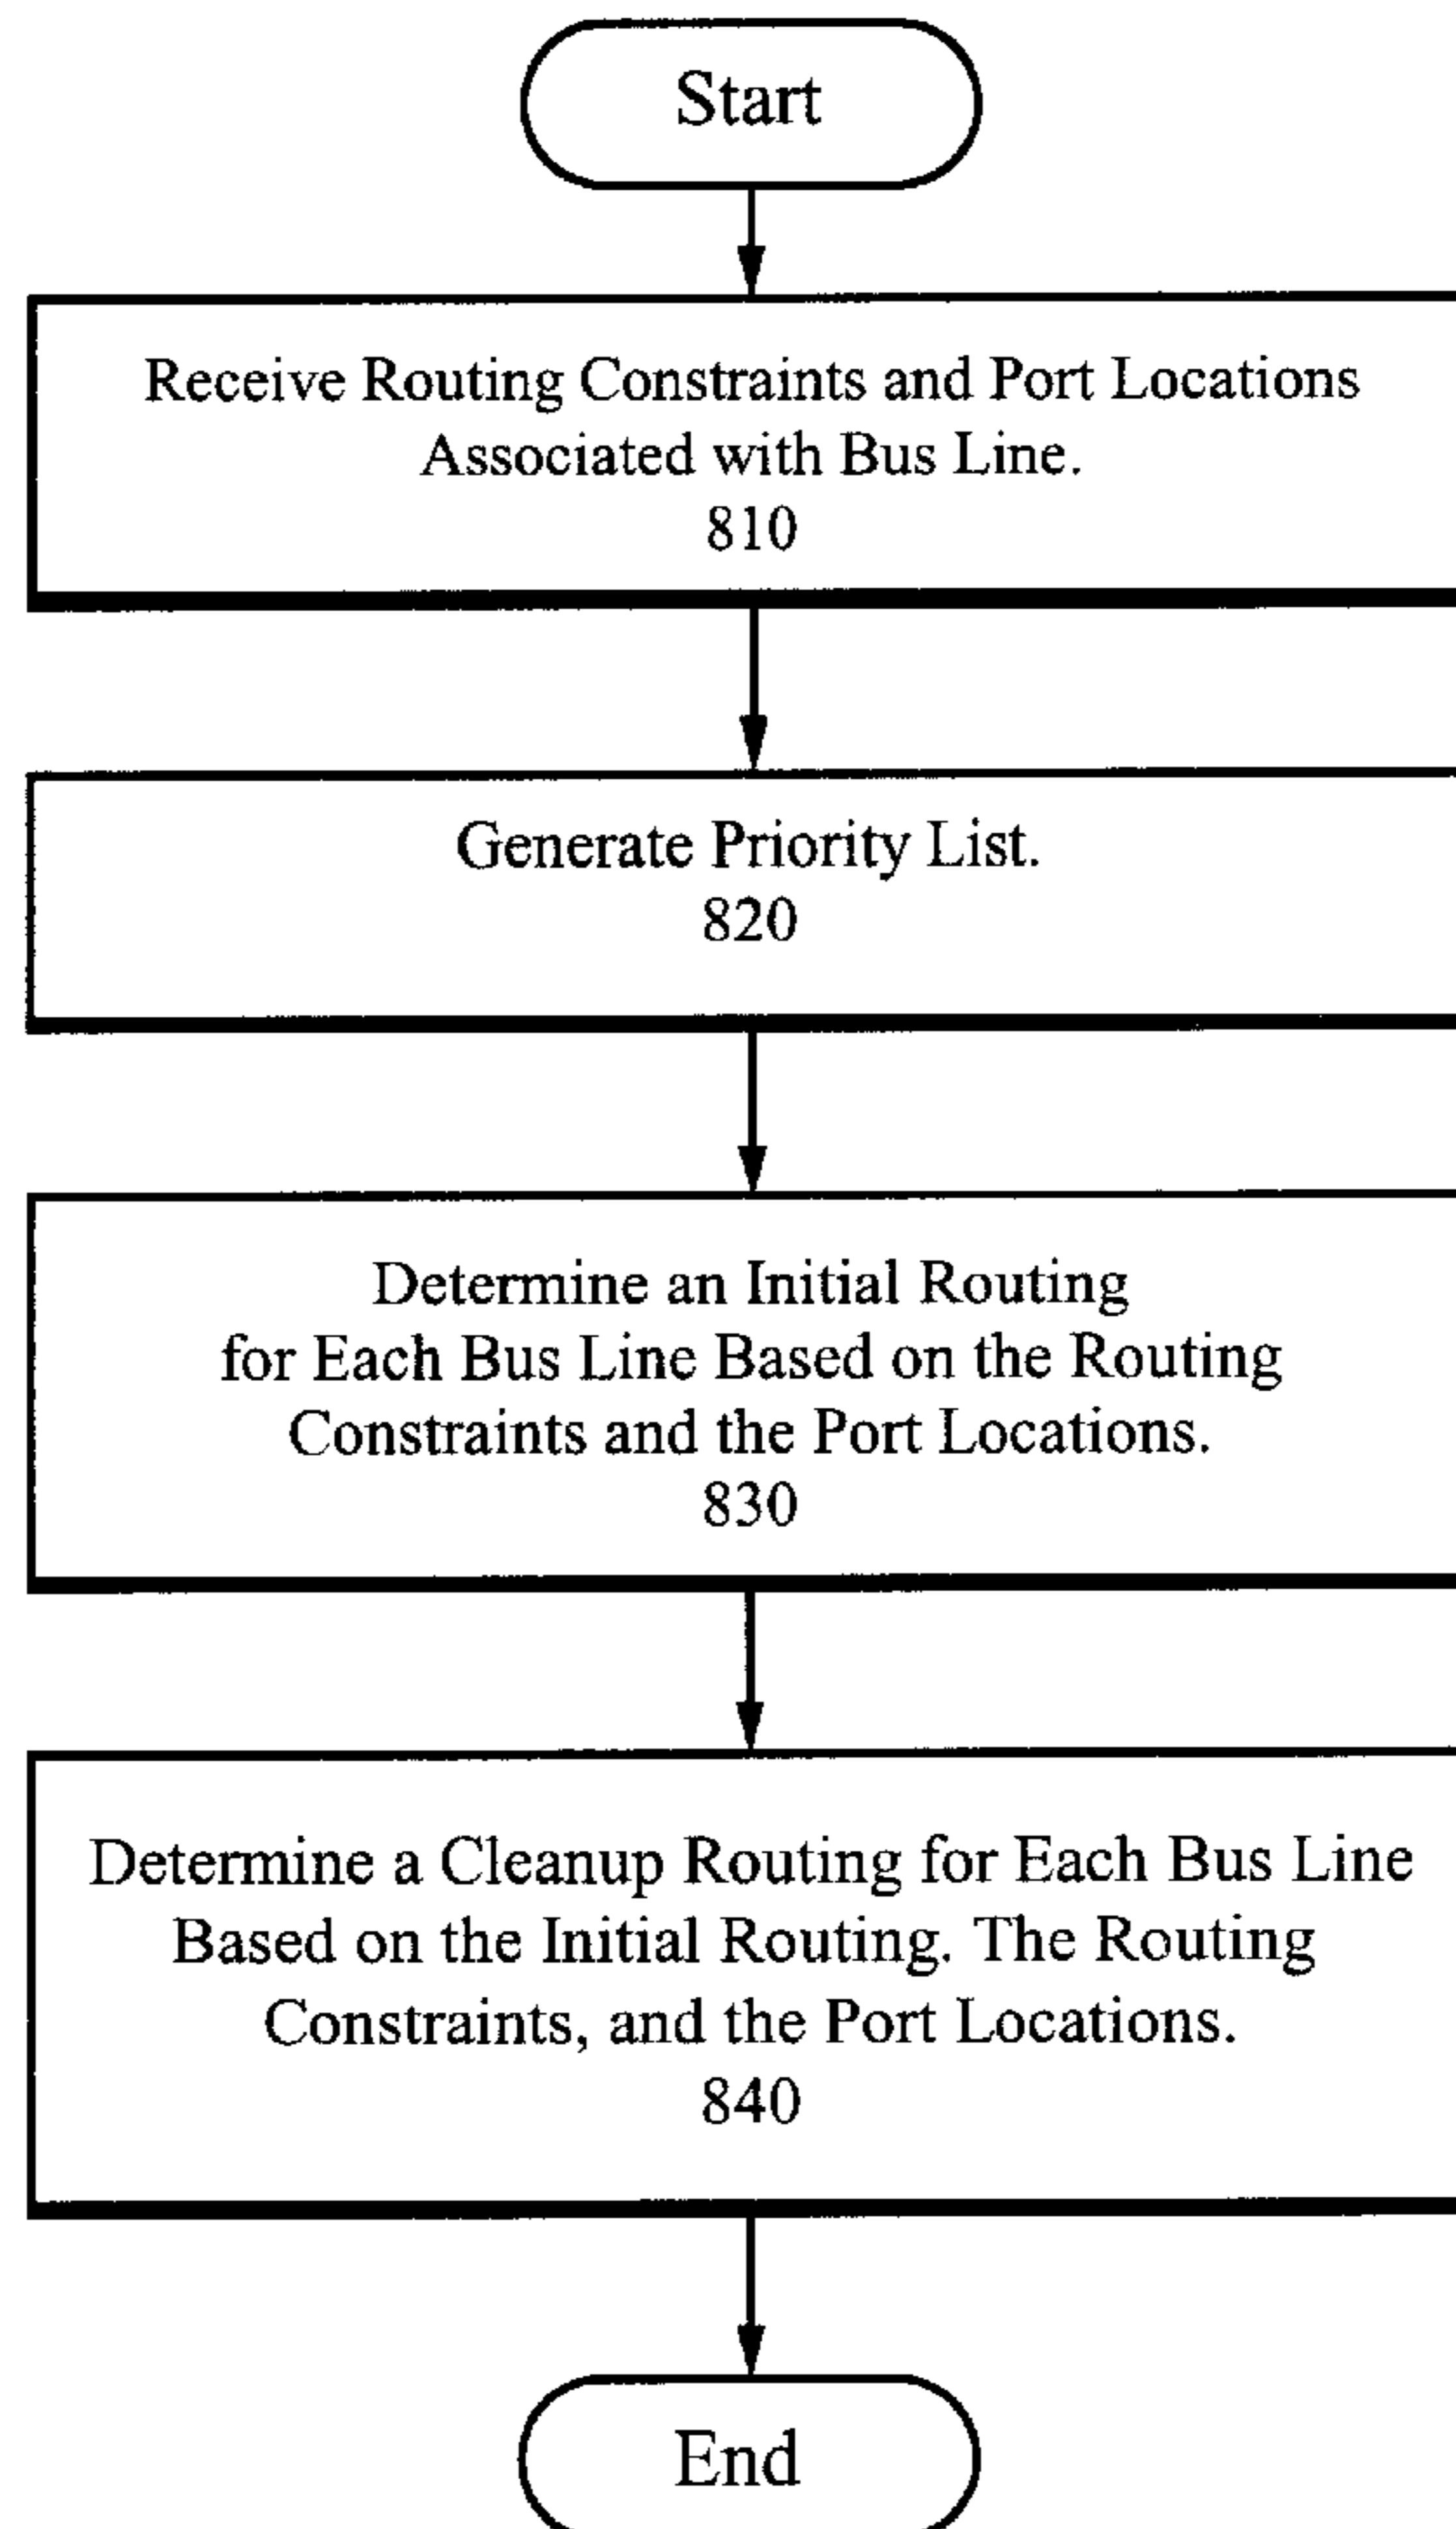 Start
Receive Routing Constraints and Port Locations
Associated with Bus Line.
810
Generate Priority List.
820
Determine an Initial Routing
for Each Bus Line Based on the Routing
Constraints and the Port Locations.
830
Determine a Cleanup Routing for Each Bus Line
Based on the Initial Routing. The Routing
Constraints, and the Port Locations.
840
End